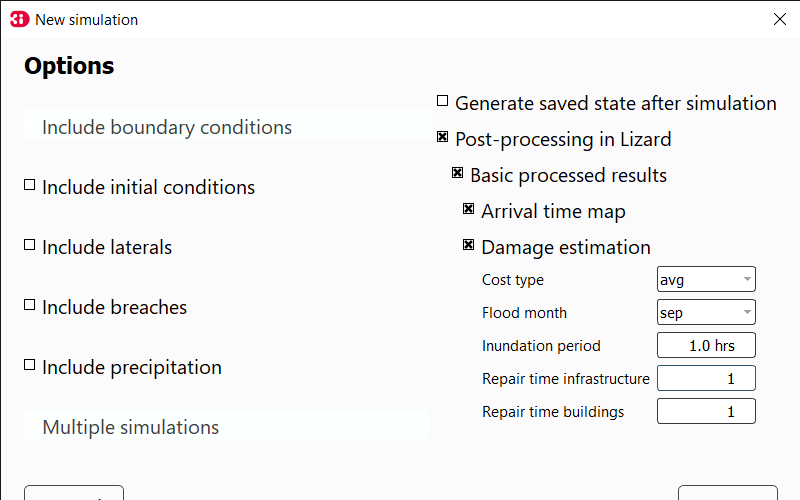 New simulation
Options
Include boundary conditions
Include initial conditions
Include laterals
Include breaches
Include precipitation
Multiple simulations
Generate saved state after simulation
Post-processing in Lizard
Basic processed results
Arrival time map
Damage estimation
Cost type avg
Flood month sep
Inundation period 1.0 hrs
Repair time infrastructure 1
Repair time buildings 1